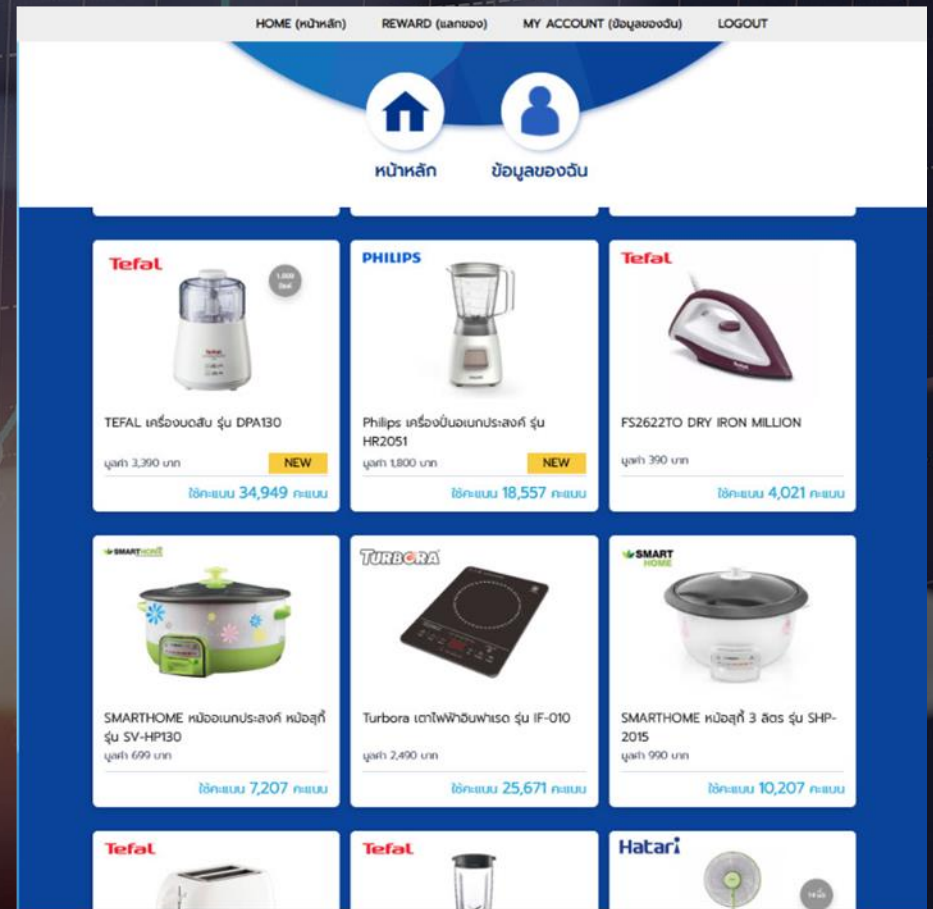 HOME (หน้าหลัก) REWARD (แลกของ) MY ACCOUNT (ข้อมูลของฉัน) LOGOUT
หน้าหลัก ข้อมูลของฉัน
Tefal
1,000
PHILIPS
Tefal
TEFAL เครื่องบดสับ รุ่น DPA130
มูลค่า 3,390 บาท
NEW
ใช้คะแนน 34,949 คะแนน
Philips เครื่องปั่นอเนกประสงค์ รุ่น
HR2051
มูลค่า 1,800 บาท
NEW
ใช้คะแนน 18,557 คะแนน
FS2622TO DRY IRON MILLION
มูลค่า 390 บาท
ใช้คะแนน 4,021 คะแนน
SMARTHOME
TURBORA
SMART
HOME
SMARTHOME หม้ออเนกประสงค์ หม้อสุกี้
รุ่น SV-HP130
มูลค่า 699 บาท
ใช้คะแนน 7,207 คะแนน
Turbora เตาไฟฟ้าอินฟาเรด รุ่น IF-010
มูลค่า 2,490 บาท
ใช้คะแนน 25,671 คะแนน
SMARTHOME หม้อสุกี้ 3 ลิตร รุ่น SHP-
2015
มูลค่า 990 บาท
ใช้คะแนน 10,207 คะแนน
Tefal
Tefal
Hatari